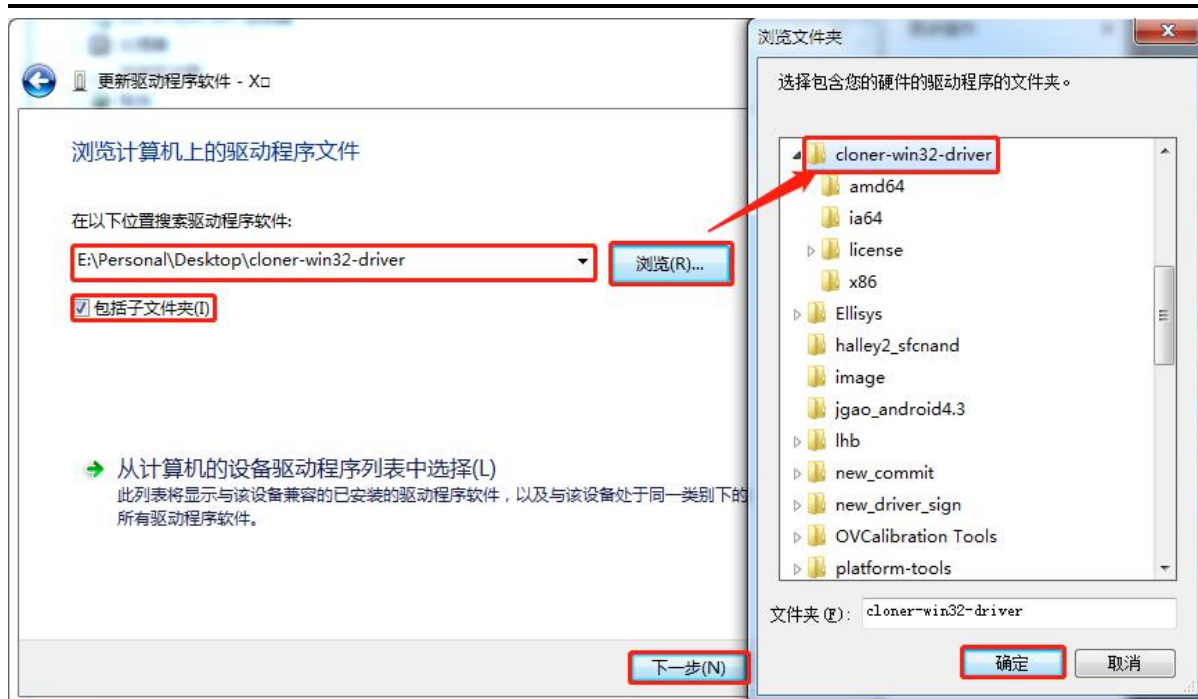 更新驱动程序软件 - X□
浏览计算机上的驱动程序文件
在以下位置搜索驱动程序软件:
E:\Personal\Desktop\cloner-win32-driver
浏览(R)...
包括子文件夹(I)
从计算机的设备驱动程序列表中选择(L)
此列表将显示与该设备兼容的已安装的驱动程序软件，以及与该设备处于同一类别下的
所有驱动程序软件。
下一步(N)
浏览文件夹
选择包含您的硬件的驱动程序的文件夹。
cloner-win32-driver
amd64
ia64
license
x86
Ellisys
halley2_sfcnand
image
jgao_android4.3
lhb
new_commit
new_driver_sign
OVCalibration Tools
platform-tools
文件夹(F): cloner-win32-driver
确定
取消